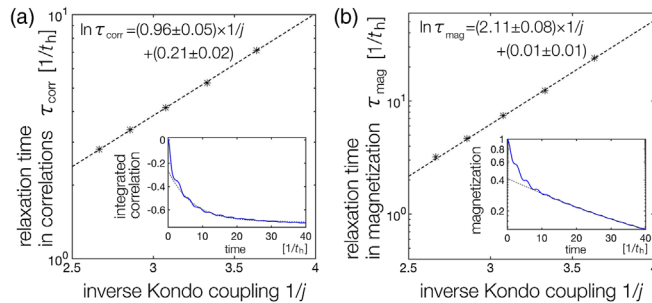 (a)
ln τcorr=(0.96±0.05)×1/j
+(0.21±0.02)
relaxation time
in correlations τcorr [1/th]
10¹
10⁰
2.5 3 3.5 4
inverse Kondo coupling 1/j
integrated
correlation
0
-0.2
-0.4
-0.6
0 10 20 30 40
time [1/th]
(b)
ln τmag=(2.11±0.08)×1/j
+(0.01±0.01)
relaxation time
in magnetization τmag [1/th]
10¹
10⁰
2.5 3 3.5 4
inverse Kondo coupling 1/j
magnetization
1
0.8
0.6
0.4
0.2
0 10 20 30 40
time [1/th]